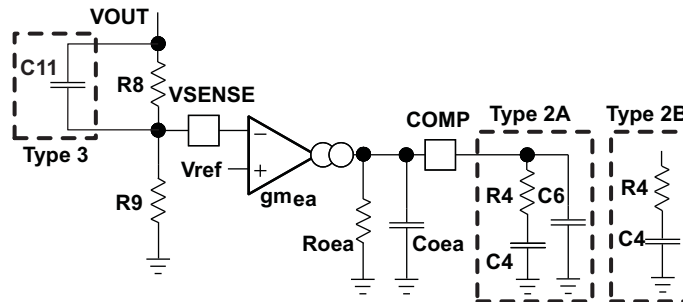 VOUT
C11
R8
VSENSE
COMP
Type 2A
Type 2B
Type 3
Vref
−
+
gmea
R9
R4
C6
R4
Roea
Coea
C4
C4